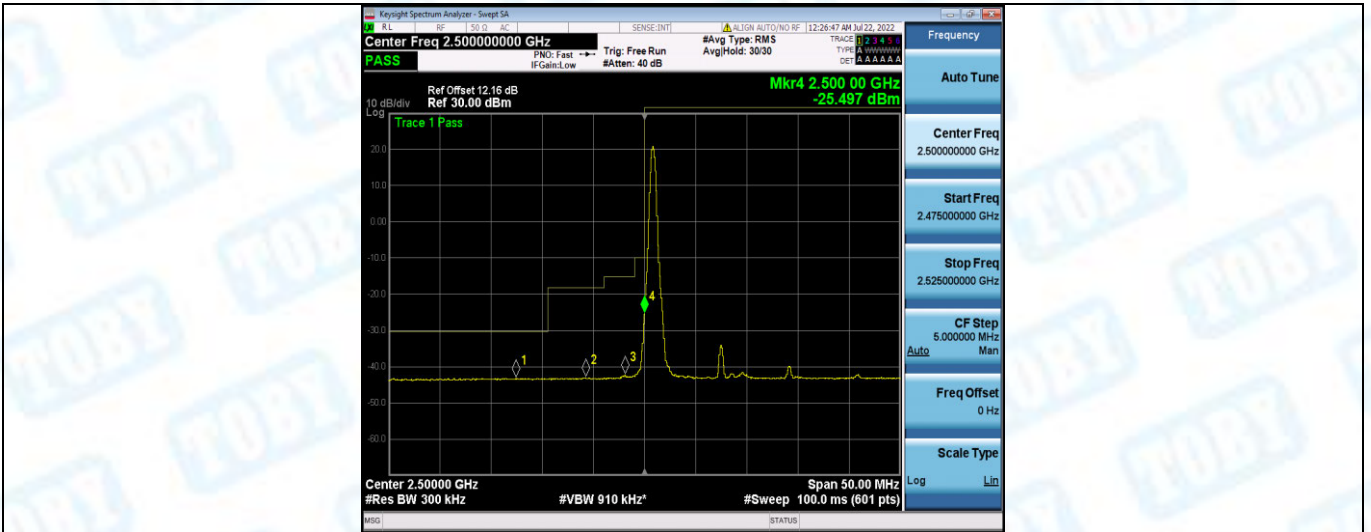 Keysight Spectrum Analyzer - Swept SA
RL RF 50 Ω AC SENSE:INT ALIGN AUTO/NO RF 12:26:47 AM Jul 22, 2022
Center Freq 2.500000000 GHz
PASS
PNO: Fast
IFGain:Low
Trig: Free Run
#Atten: 40 dB
#Avg Type: RMS
Avg|Hold: 30/30
TRACE 1 2 3 4 5 6
TYPE A WWWWW
DET A A A A A A
Ref Offset 12.16 dB
10 dB/div Ref 30.00 dBm
Log
Mkr4 2.500 00 GHz
-25.497 dBm
Trace 1 Pass
20.0
10.0
0.00
-10.0
-20.0
-30.0
-40.0
-50.0
-60.0
1
2
3
4
Center 2.50000 GHz Span 50.00 MHz
#Res BW 300 kHz #VBW 910 kHz* #Sweep 100.0 ms (601 pts)
MSG STATUS
Frequency
Auto Tune
Center Freq
2.500000000 GHz
Start Freq
2.475000000 GHz
Stop Freq
2.525000000 GHz
CF Step
5.000000 MHz
Auto Man
Freq Offset
0 Hz
Scale Type
Log Lin
TOBY
TOBY
TOBY
TOBY
TOBY
TOBY
TOBY
TOBY